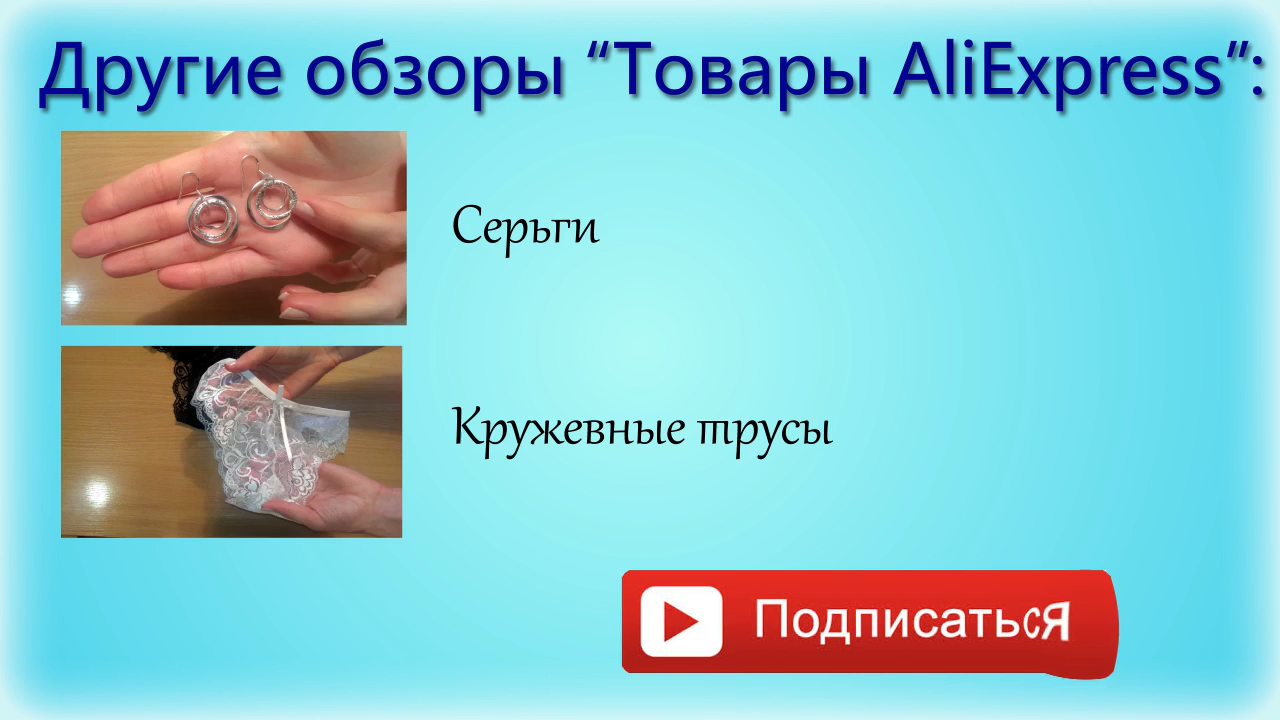 Другие обзоры “Товары AliExpress”:
Серьги
Кружевные трусы
Подписаться